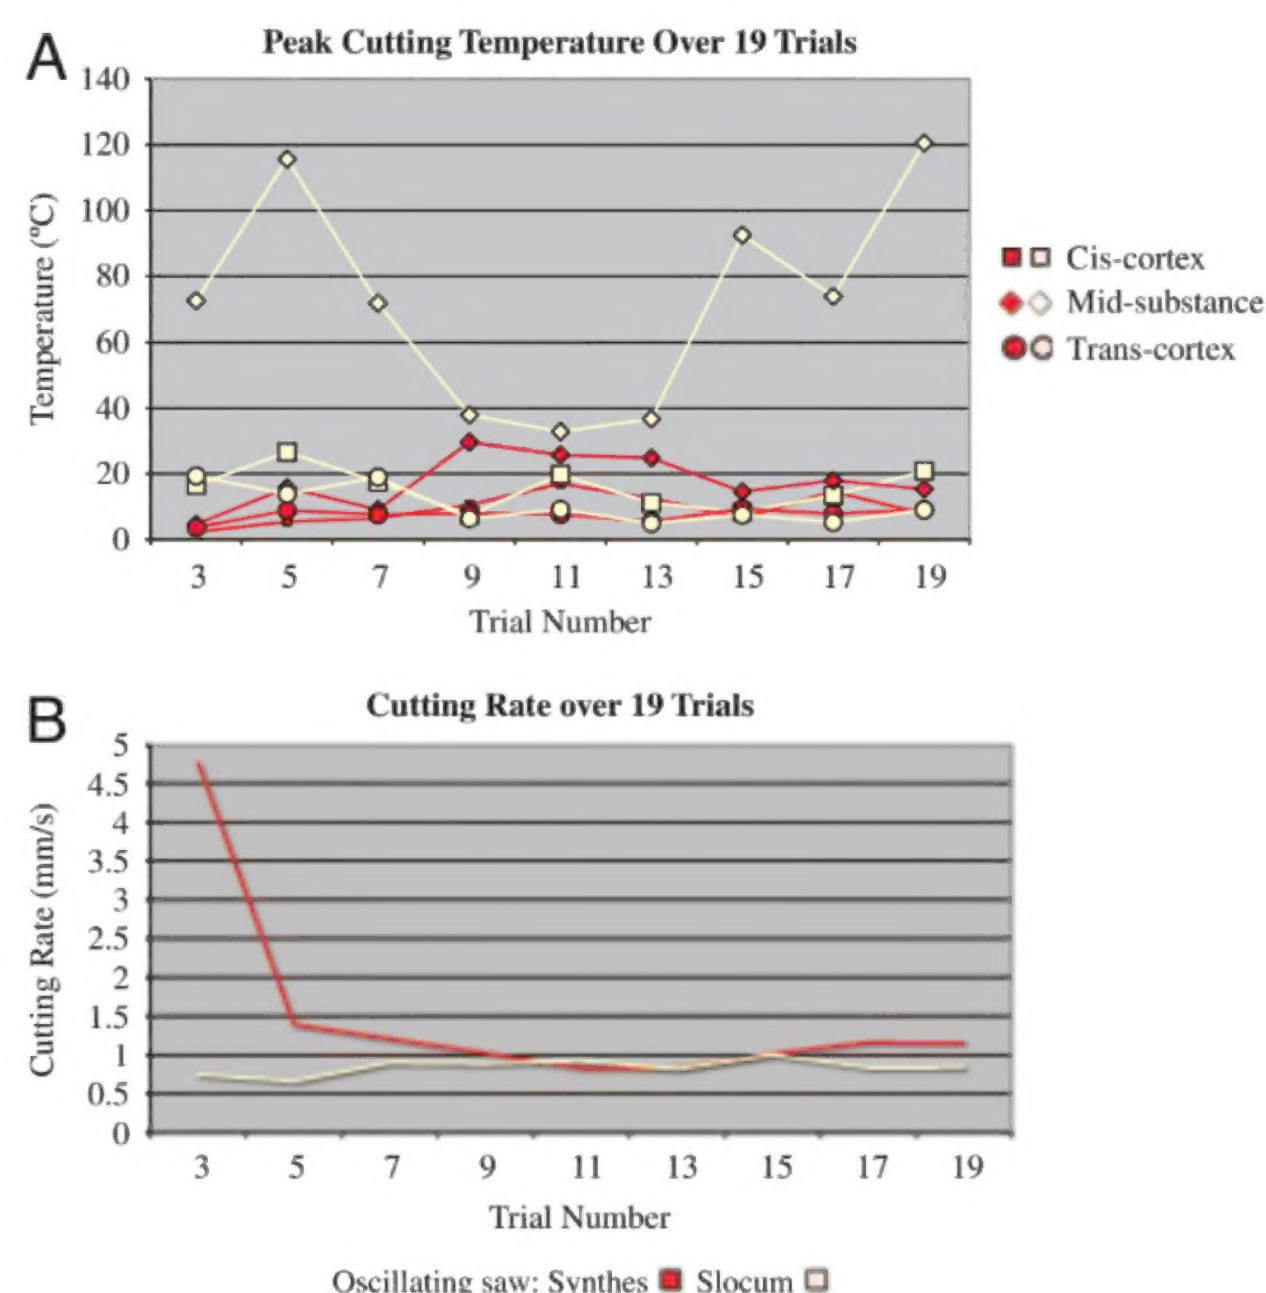 A
Peak Cutting Temperature Over 19 Trials
140
120
100
80
60
40
20
0
Temperature (°C)
3 5 7 9 11 13 15 17 19
Trial Number
Cis-cortex
Mid-substance
Trans-cortex
B
Cutting Rate over 19 Trials
5
4.5
4
3.5
3
2.5
2
1.5
1
0.5
0
Cutting Rate (mm/s)
3 5 7 9 11 13 15 17 19
Trial Number
Oscillating saw: Synthes Slocum